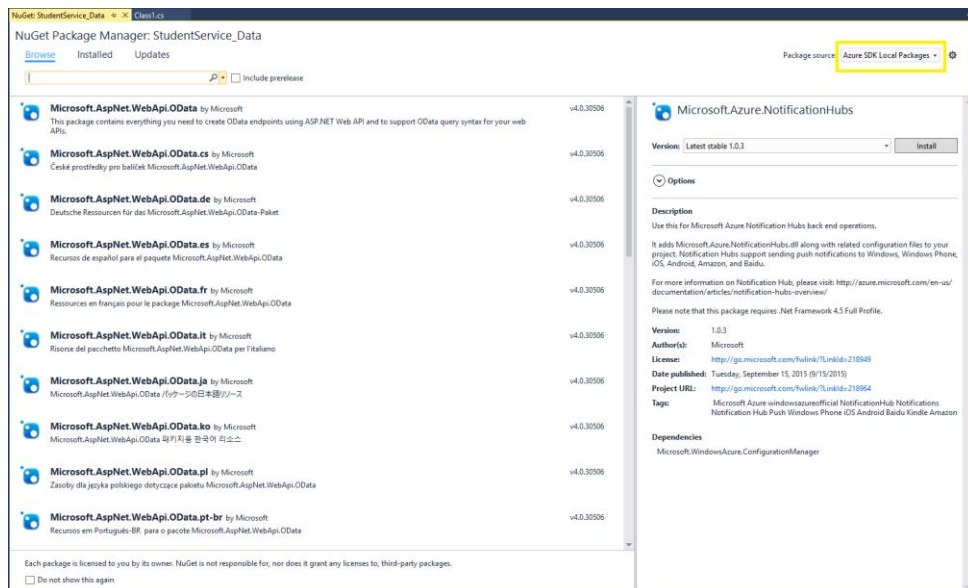 NuGet: StudentService_Data
Class1.cs
NuGet Package Manager: StudentService_Data
Browse Installed Updates
Package source: Azure SDK Local Packages
Include prerelease
Microsoft.AspNet.WebApi.OData by Microsoft v4.0.30506
This package contains everything you need to create OData endpoints using ASP.NET Web API and to support OData query syntax for your web
APIs.
Microsoft.AspNet.WebApi.OData.cs by Microsoft v4.0.30506
České prostředky pro balíček Microsoft.AspNet.WebApi.OData
Microsoft.AspNet.WebApi.OData.de by Microsoft v4.0.30506
Deutsche Ressourcen für das Microsoft.AspNet.WebApi.OData-Paket
Microsoft.AspNet.WebApi.OData.es by Microsoft v4.0.30506
Recursos de español para el paquete Microsoft.AspNet.WebApi.OData
Microsoft.AspNet.WebApi.OData.fr by Microsoft v4.0.30506
Ressources en français pour le package Microsoft.AspNet.WebApi.OData
Microsoft.AspNet.WebApi.OData.it by Microsoft v4.0.30506
Risorse del pacchetto Microsoft.AspNet.WebApi.OData per l'italiano
Microsoft.AspNet.WebApi.OData.ja by Microsoft v4.0.30506
Microsoft.AspNet.WebApi.OData パッケージの日本語リソース
Microsoft.AspNet.WebApi.OData.ko by Microsoft v4.0.30506
Microsoft.AspNet.WebApi.OData 패키지용 한국어 리소스
Microsoft.AspNet.WebApi.OData.pl by Microsoft v4.0.30506
Zasoby dla języka polskiego dotyczące pakietu Microsoft.AspNet.WebApi.OData
Microsoft.AspNet.WebApi.OData.pt-br by Microsoft v4.0.30506
Recursos em Português-BR para o pacote Microsoft.AspNet.WebApi.OData
Each package is licensed to you by its owner. NuGet is not responsible for, nor does it grant any licenses to, third-party packages.
Do not show this again
Microsoft.Azure.NotificationHubs
Version: Latest stable 1.0.3 Install
Options
Description
Use this for Microsoft Azure Notification Hubs back end operations.
It adds Microsoft.Azure.NotificationHubs.dll along with related configuration files to your
project. Notification Hubs support sending push notifications to Windows, Windows Phone,
iOS, Android, Amazon, and Baidu.
For more information on Notification Hub, please visit: http://azure.microsoft.com/en-us/
documentation/articles/notification-hubs-overview/
Please note that this package requires .Net Framework 4.5 Full Profile.
Version: 1.0.3
Author(s): Microsoft
License: http://go.microsoft.com/fwlink/?LinkId=218949
Date published: Tuesday, September 15, 2015 (9/15/2015)
Project URL: http://go.microsoft.com/fwlink/?LinkId=218964
Tags: Microsoft Azure windowsazureofficial NotificationHub Notifications
Notification Hub Push Windows Phone iOS Android Baidu Kindle Amazon
Dependencies
Microsoft.WindowsAzure.ConfigurationManager